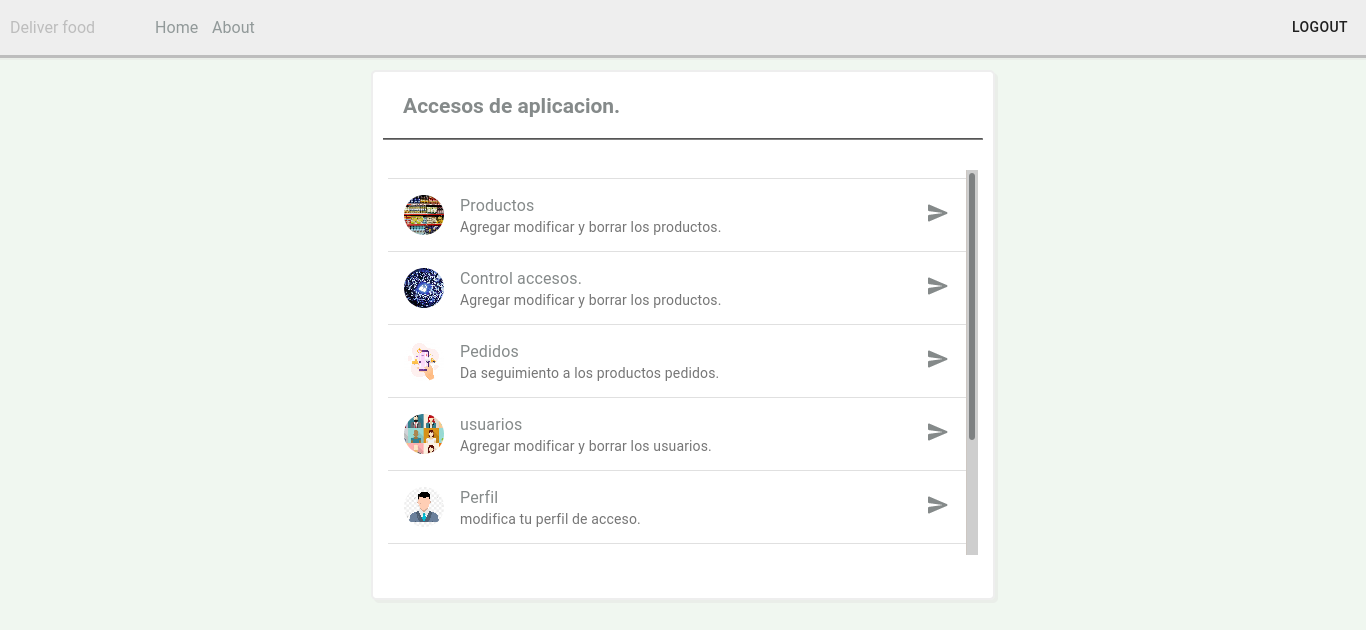 Deliver food Home About LOGOUT
Accesos de aplicacion.
Productos
Agregar modificar y borrar los productos.
Control accesos.
Agregar modificar y borrar los productos.
Pedidos
Da seguimiento a los productos pedidos.
usuarios
Agregar modificar y borrar los usuarios.
Perfil
modifica tu perfil de acceso.